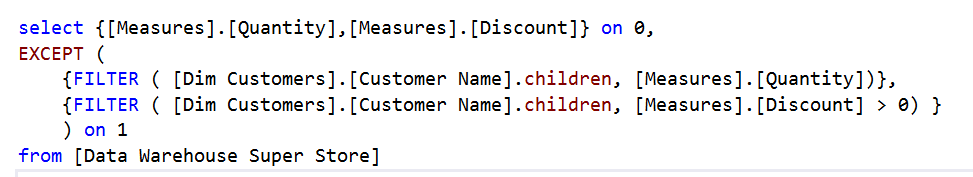 select {[Measures].[Quantity],[Measures].[Discount]} on 0,
EXCEPT (
{FILTER ( [Dim Customers].[Customer Name].children, [Measures].[Quantity])},
{FILTER ( [Dim Customers].[Customer Name].children, [Measures].[Discount] > 0) }
) on 1
from [Data Warehouse Super Store]